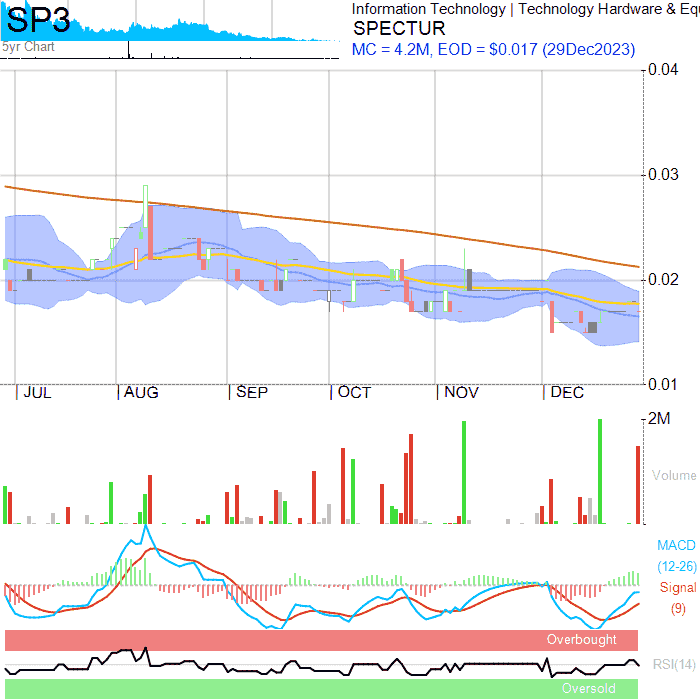 SP3
5yr Chart
Information Technology | Technology Hardware & Equ
SPECTUR
MC = 4.2M, EOD = $0.017 (29Dec2023)
0.04
0.03
0.02
0.01
JUL AUG SEP OCT NOV DEC
2M
Volume
MACD
(12-26)
Signal
(9)
Overbought
RSI(14)
Oversold